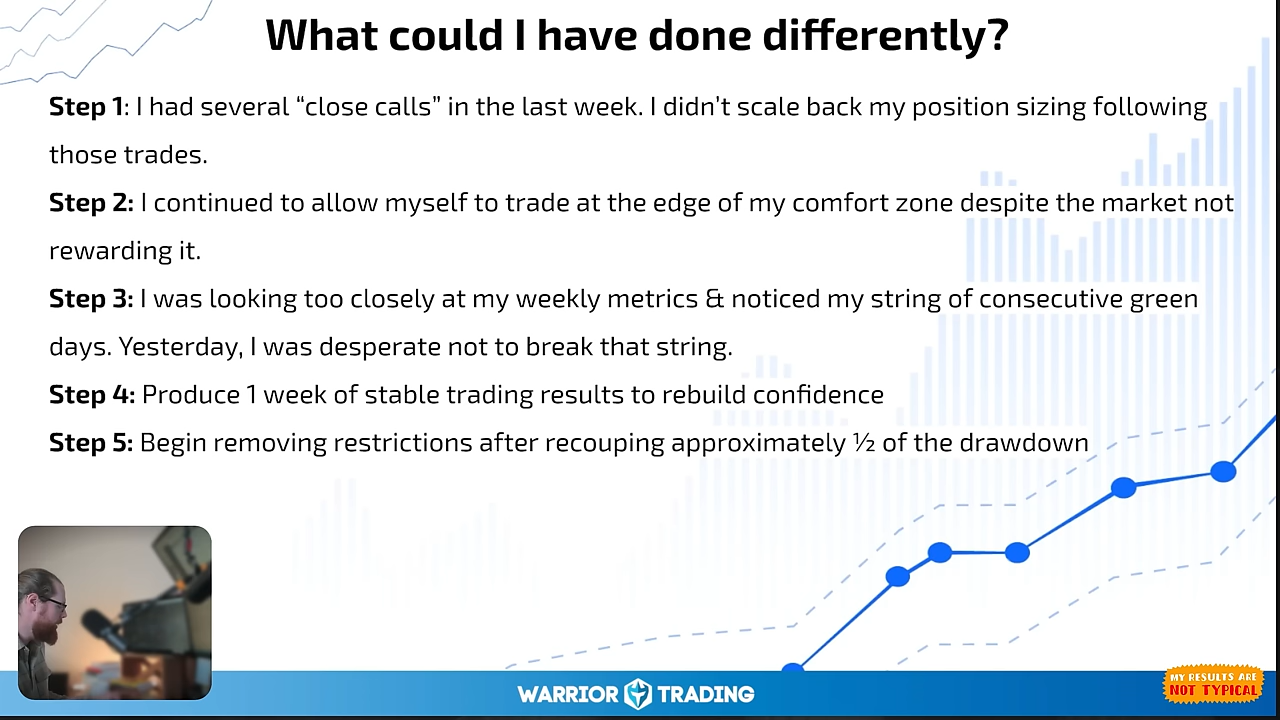 What could I have done differently?
Step 1: I had several “close calls” in the last week. I didn’t scale back my position sizing following
those trades.
Step 2: I continued to allow myself to trade at the edge of my comfort zone despite the market not
rewarding it.
Step 3: I was looking too closely at my weekly metrics & noticed my string of consecutive green
days. Yesterday, I was desperate not to break that string.
Step 4: Produce 1 week of stable trading results to rebuild confidence
Step 5: Begin removing restrictions after recouping approximately ½ of the drawdown
WARRIOR TRADING
MY RESULTS ARE
NOT TYPICAL